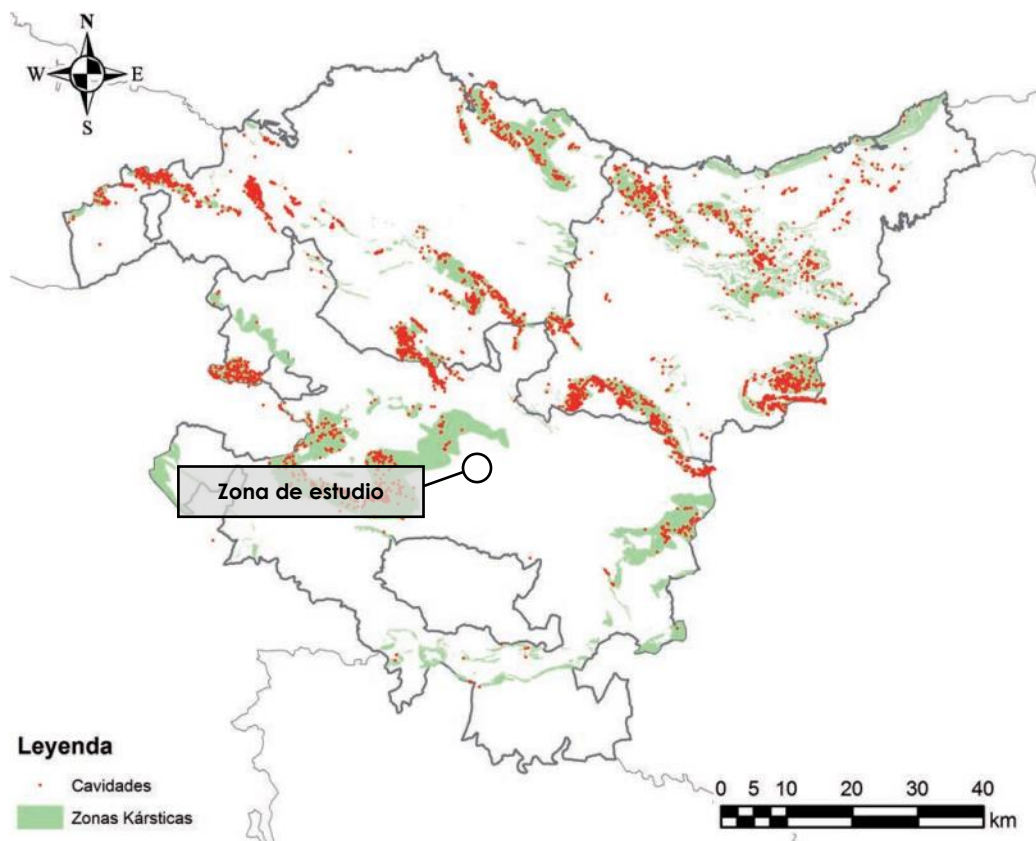 N
W E
S
Zona de estudio
Leyenda
Cavidades
Zonas Kársticas
0 5 10 20 30 40
km